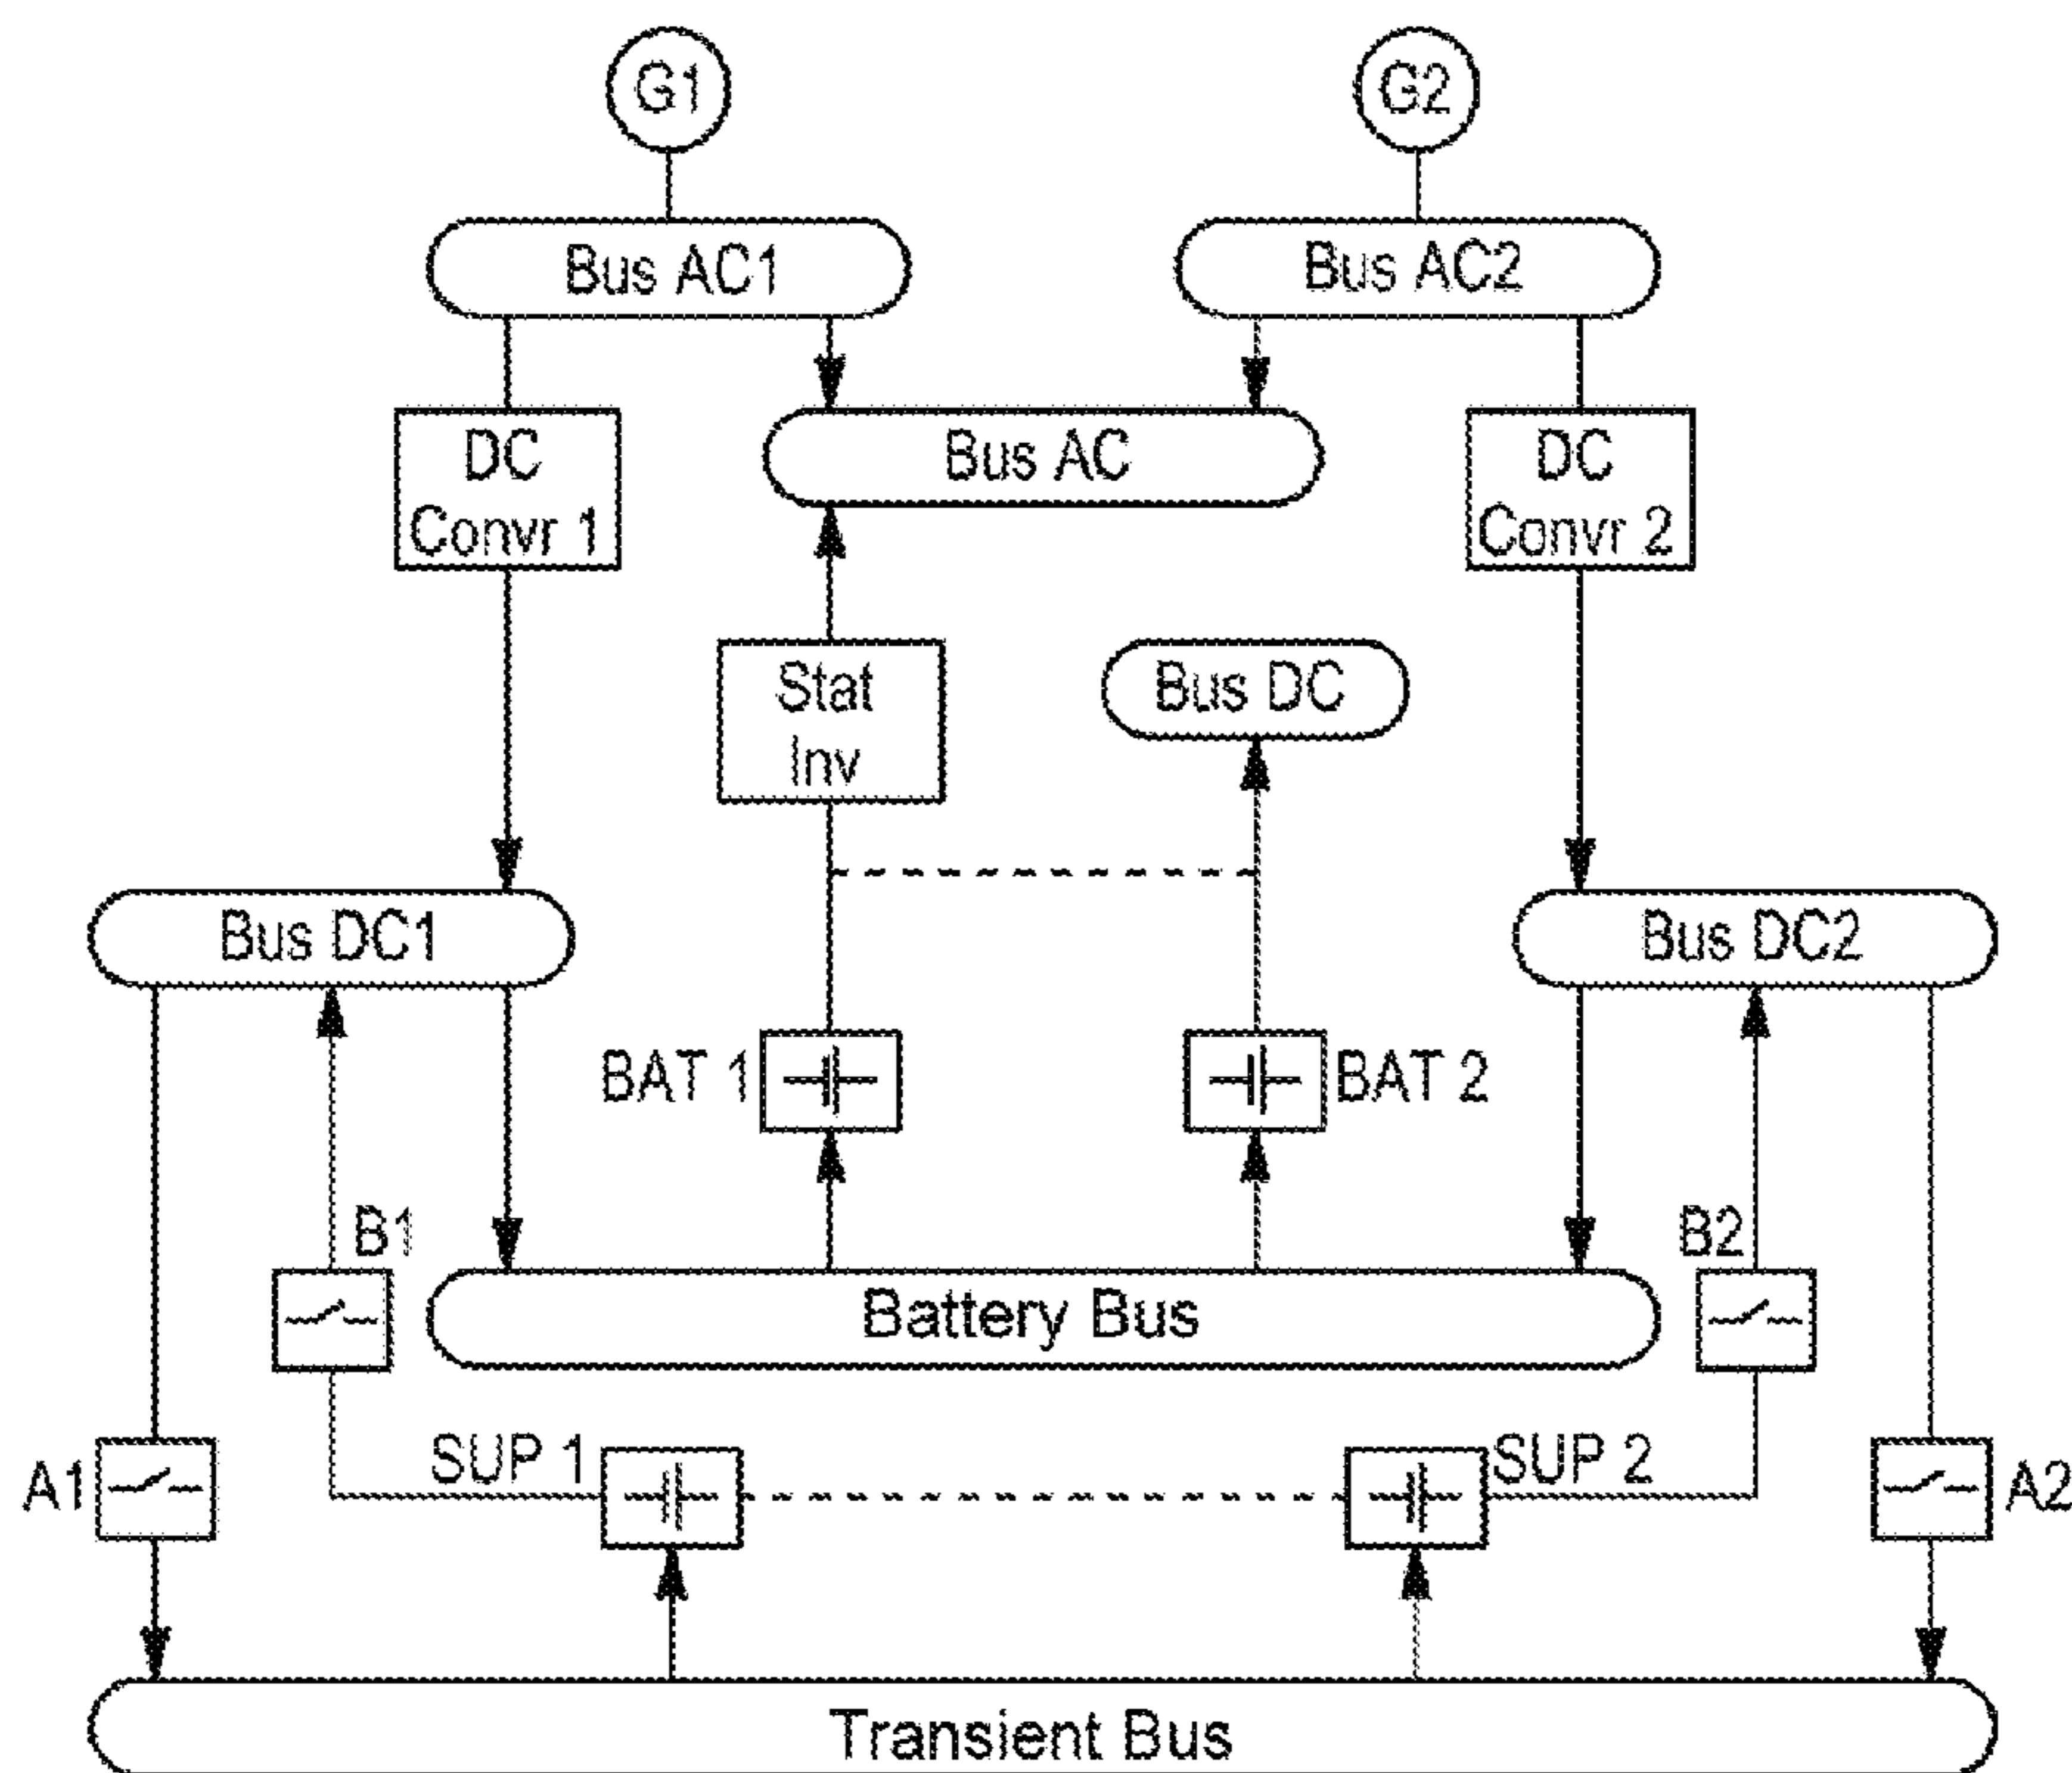 G1
G2
Bus AC1
Bus AC2
DC
Convr 1
Bus AC
DC
Convr 2
Stat
Inv
Bus DC
Bus DC1
Bus DC2
BAT 1
BAT 2
B1
B2
Battery Bus
A1
SUP 1
SUP 2
A2
Transient Bus